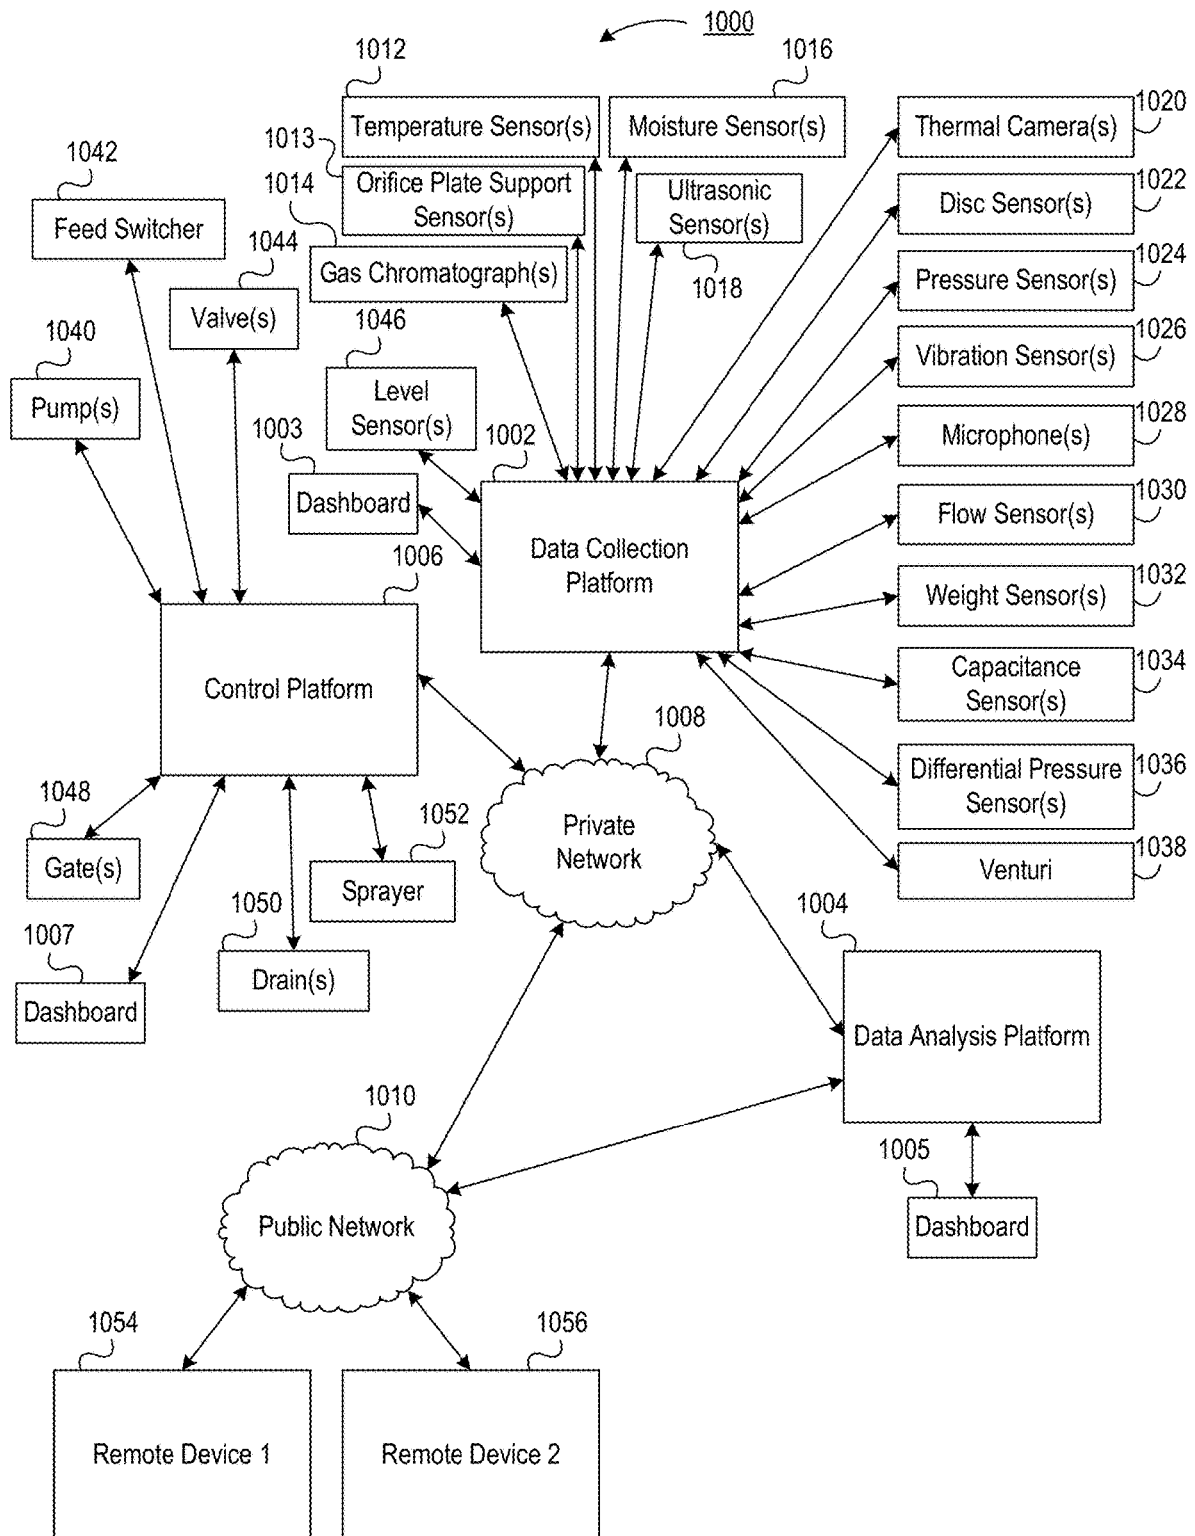 1000
1012
Temperature Sensor(s)
1016
Moisture Sensor(s)
1020
Thermal Camera(s)
1013
Orifice Plate Support
Sensor(s)
1014
Gas Chromatograph(s)
Ultrasonic
Sensor(s)
1018
1022
Disc Sensor(s)
1024
Pressure Sensor(s)
1026
Vibration Sensor(s)
1028
Microphone(s)
1030
Flow Sensor(s)
1032
Weight Sensor(s)
1034
Capacitance
Sensor(s)
1036
Differential Pressure
Sensor(s)
1038
Venturi
1042
Feed Switcher
1044
Valve(s)
1040
Pump(s)
1046
Level
Sensor(s)
1003
Dashboard
1002
Data Collection
Platform
1006
Control Platform
1008
Private
Network
1048
Gate(s)
1052
Sprayer
1050
Drain(s)
1007
Dashboard
1004
Data Analysis Platform
1005
Dashboard
1010
Public Network
1054
Remote Device 1
1056
Remote Device 2